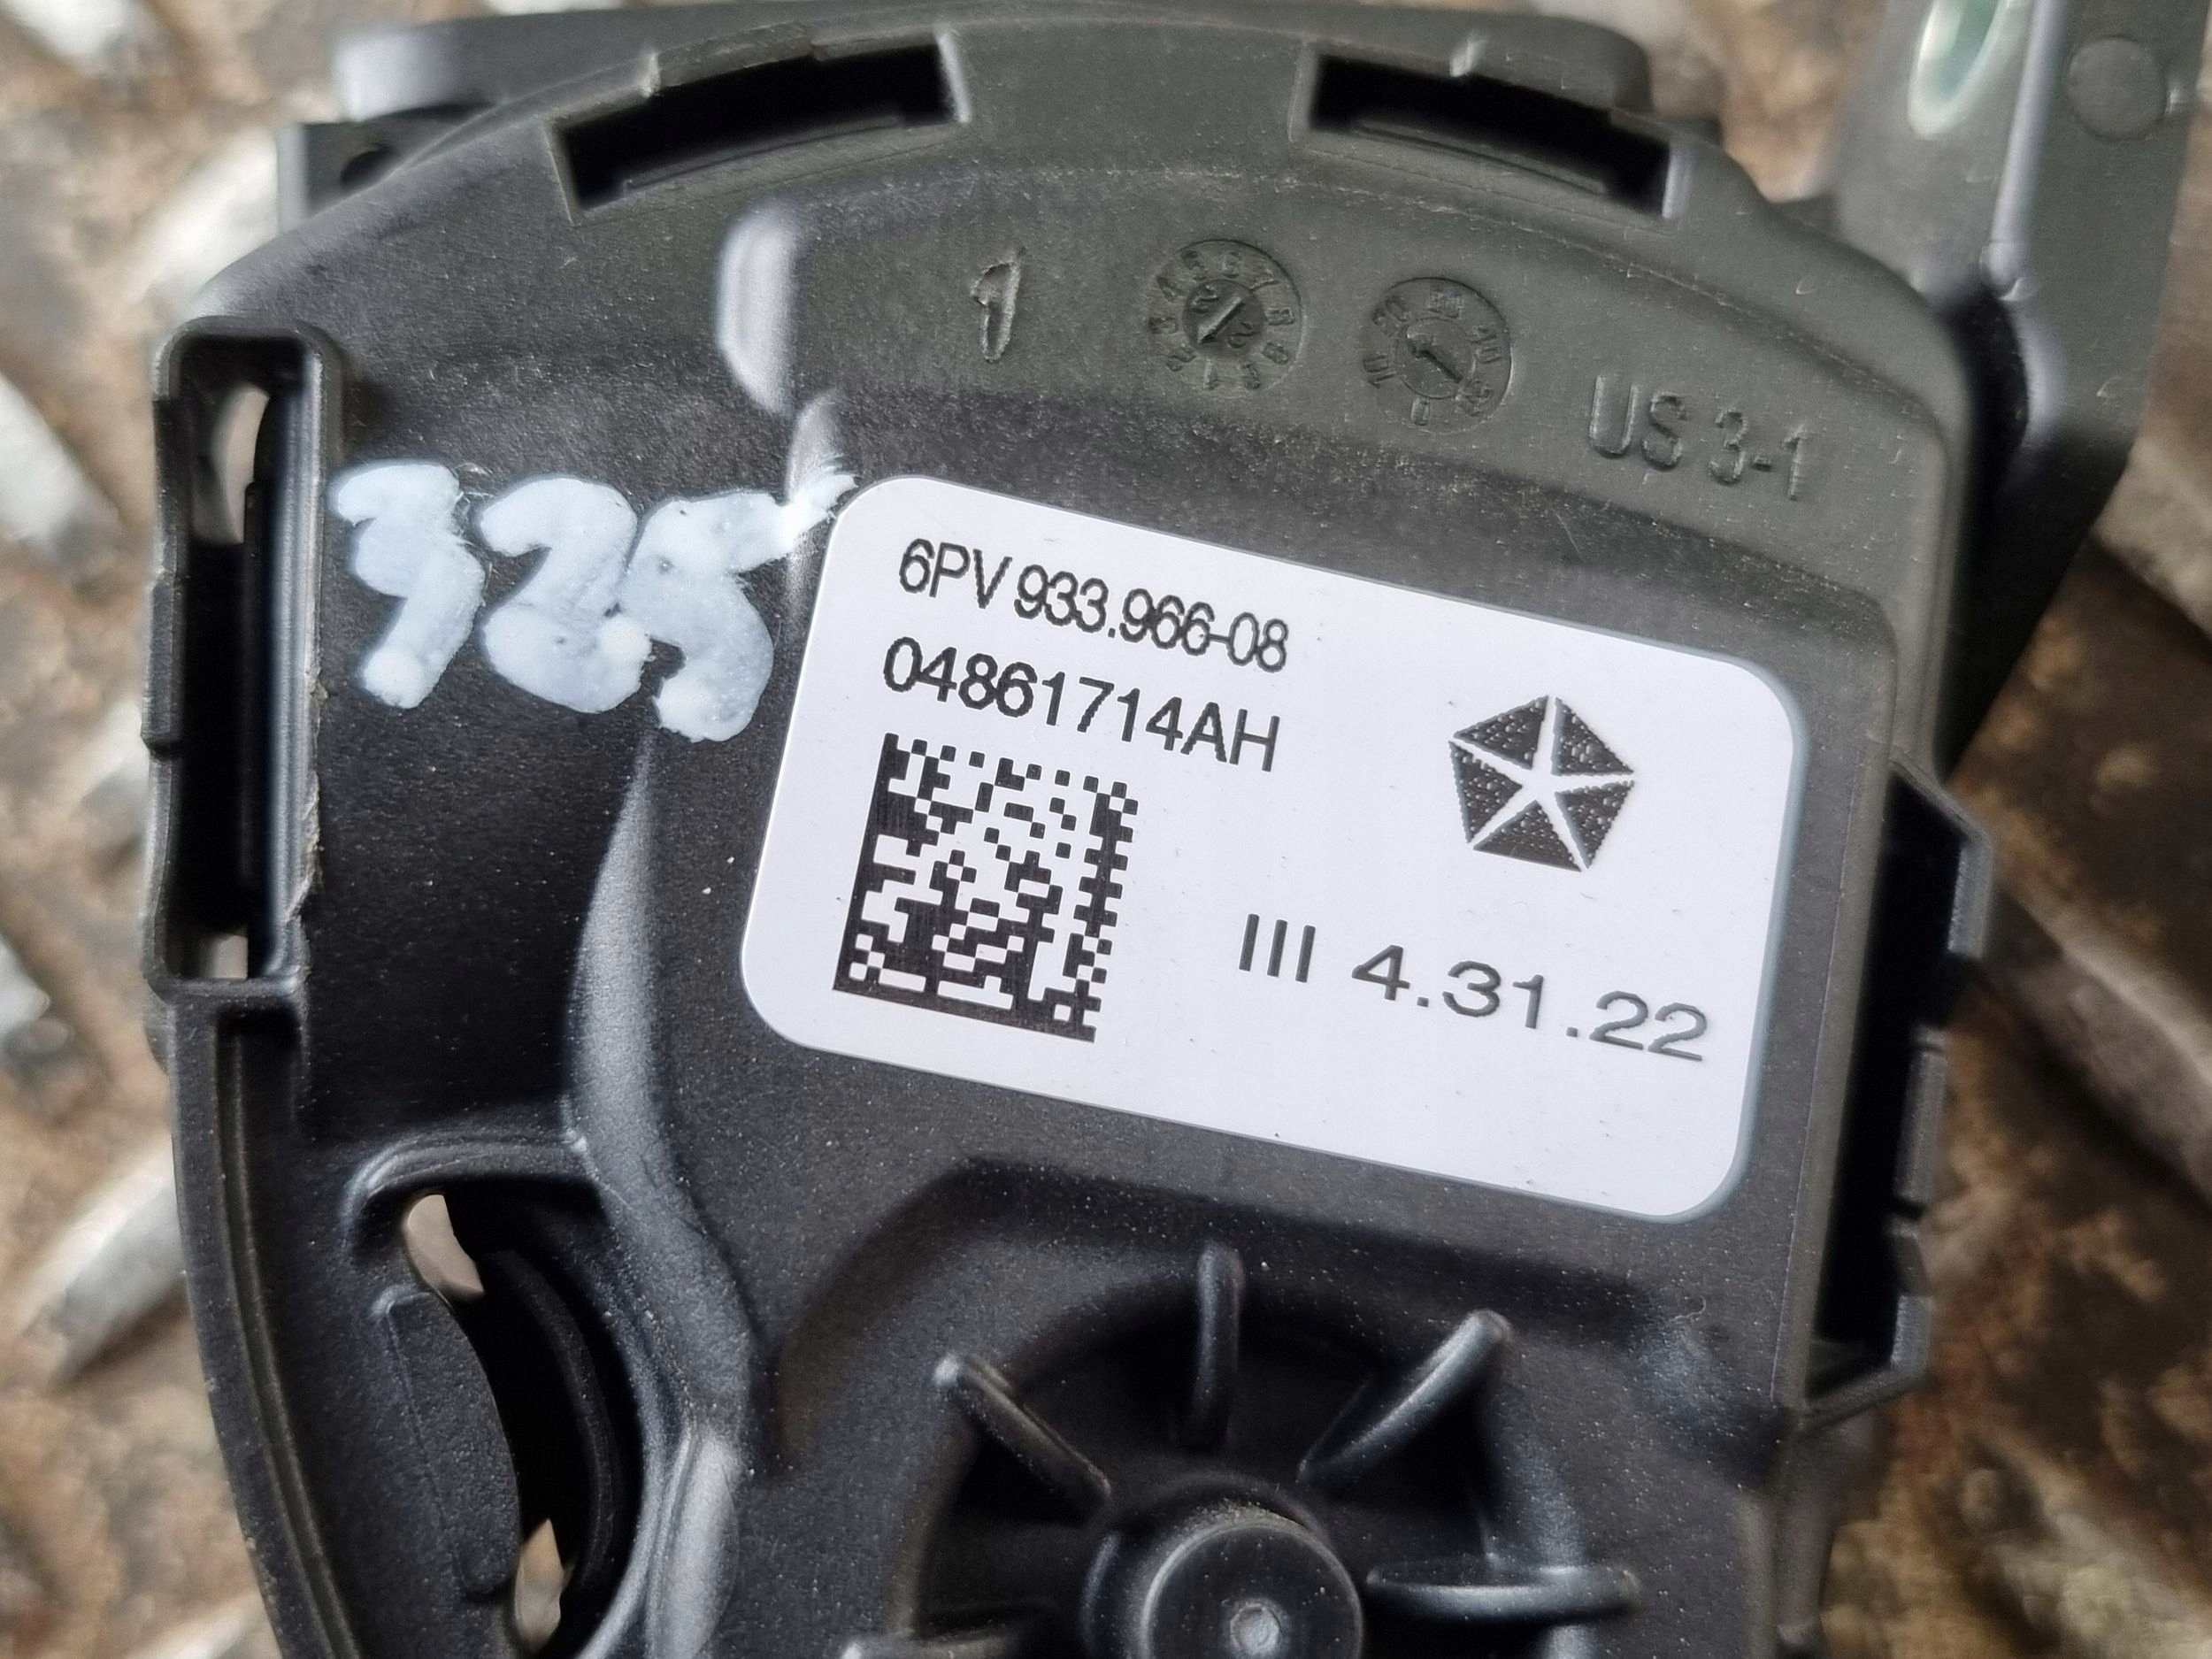 1
US 3-1
325
6PV 933.966-08
04861714AH
III 4.31.22